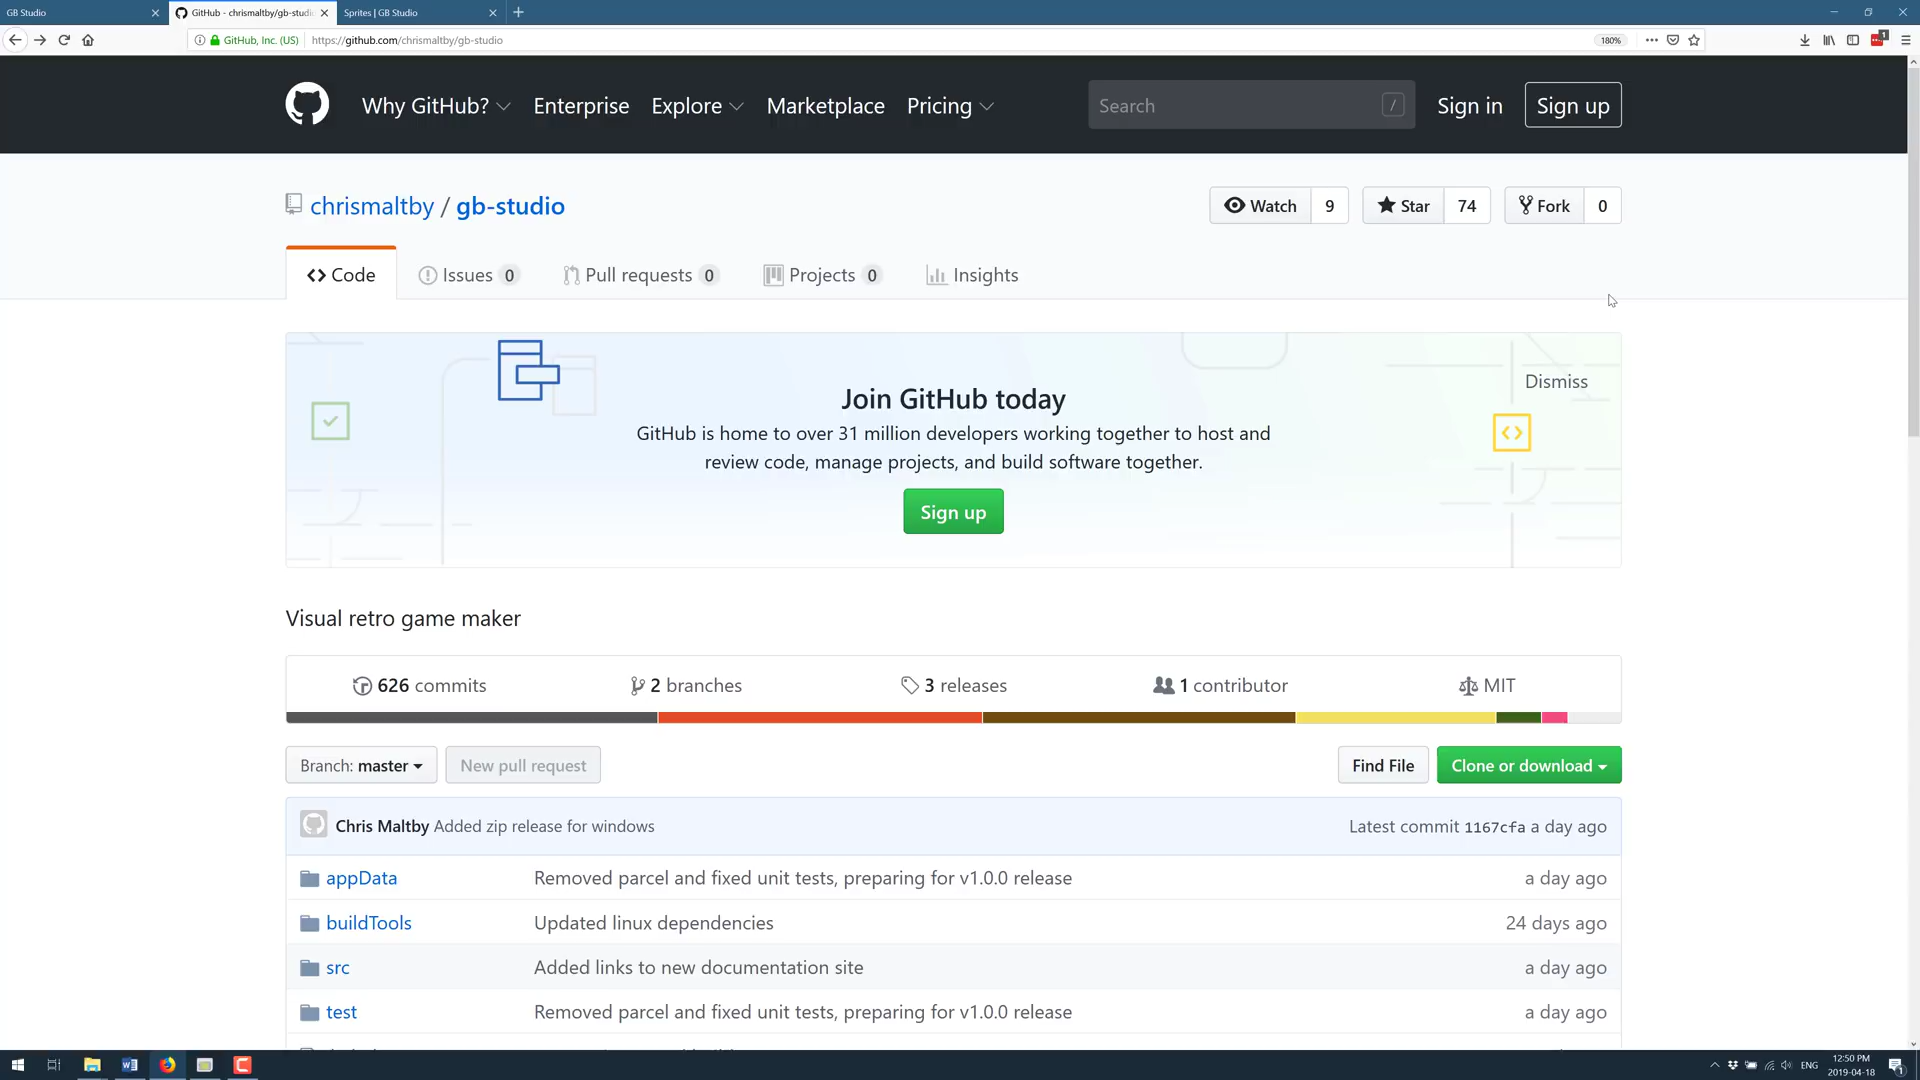 GB Studio
GitHub - chrismaltby/gb-studio
Sprites | GB Studio
GitHub, Inc. (US)
https://github.com/chrismaltby/gb-studio
180%
1
Why GitHub? Enterprise Explore Marketplace Pricing
Search /
Sign in Sign up
chrismaltby / gb-studio
Watch 9
Star 74
Fork 0
Code
Issues 0
Pull requests 0
Projects 0
Insights
Dismiss
Join GitHub today
GitHub is home to over 31 million developers working together to host and
review code, manage projects, and build software together.
Sign up
Visual retro game maker
626 commits
2 branches
3 releases
1 contributor
MIT
Branch: master
New pull request
Find File
Clone or download
Chris Maltby Added zip release for windows
Latest commit 1167cfa a day ago
appData Removed parcel and fixed unit tests, preparing for v1.0.0 release a day ago
buildTools Updated linux dependencies 24 days ago
src Added links to new documentation site a day ago
test Removed parcel and fixed unit tests, preparing for v1.0.0 release a day ago
ENG
12:50 PM
2019-04-18
1